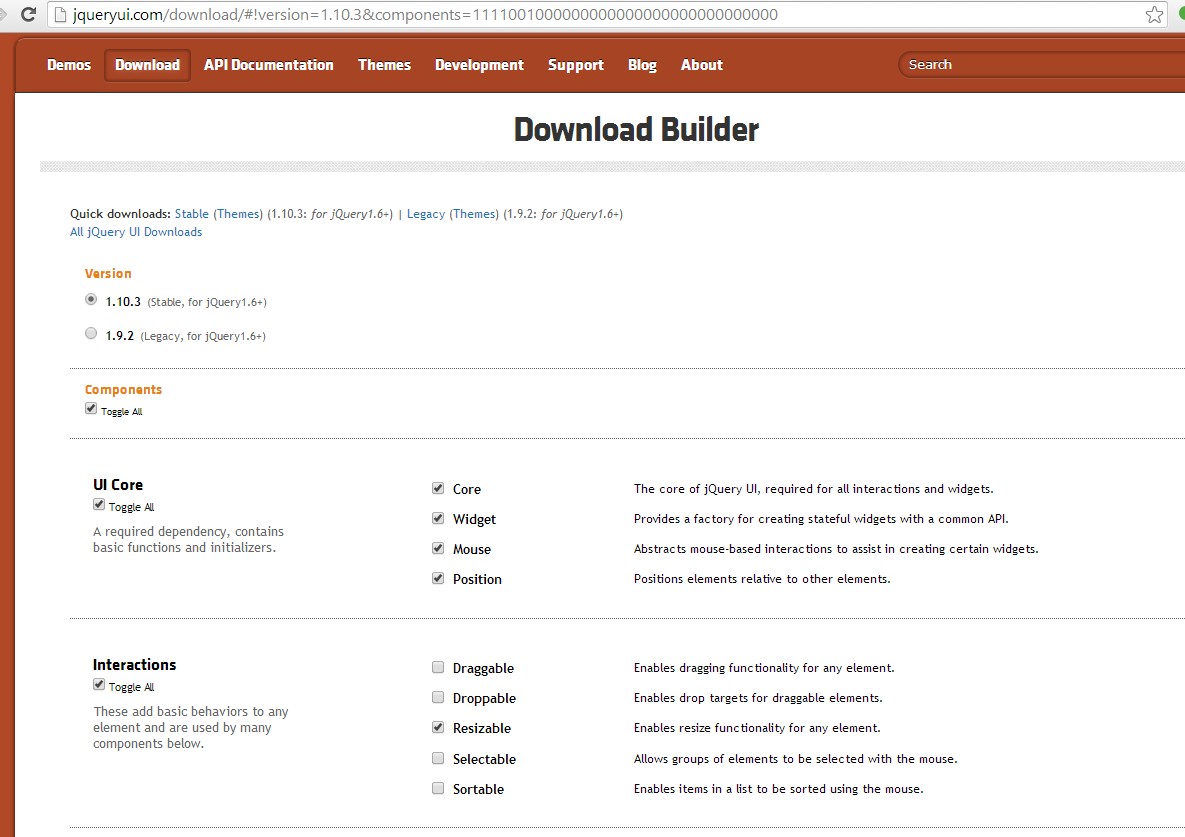 jqueryui.com/download/#!version=1.10.3&components=1111001000000000000000000000000000
Demos Download API Documentation Themes Development Support Blog About Search
Download Builder
Quick downloads: Stable (Themes) (1.10.3: for jQuery1.6+) | Legacy (Themes) (1.9.2: for jQuery1.6+)
All jQuery UI Downloads
Version
1.10.3 (Stable, for jQuery1.6+)
1.9.2 (Legacy, for jQuery1.6+)
Components
Toggle All
UI Core
Toggle All
A required dependency, contains
basic functions and initializers.
Core The core of jQuery UI, required for all interactions and widgets.
Widget Provides a factory for creating stateful widgets with a common API.
Mouse Abstracts mouse-based interactions to assist in creating certain widgets.
Position Positions elements relative to other elements.
Interactions
Toggle All
These add basic behaviors to any
element and are used by many
components below.
Draggable Enables dragging functionality for any element.
Droppable Enables drop targets for draggable elements.
Resizable Enables resize functionality for any element.
Selectable Allows groups of elements to be selected with the mouse.
Sortable Enables items in a list to be sorted using the mouse.